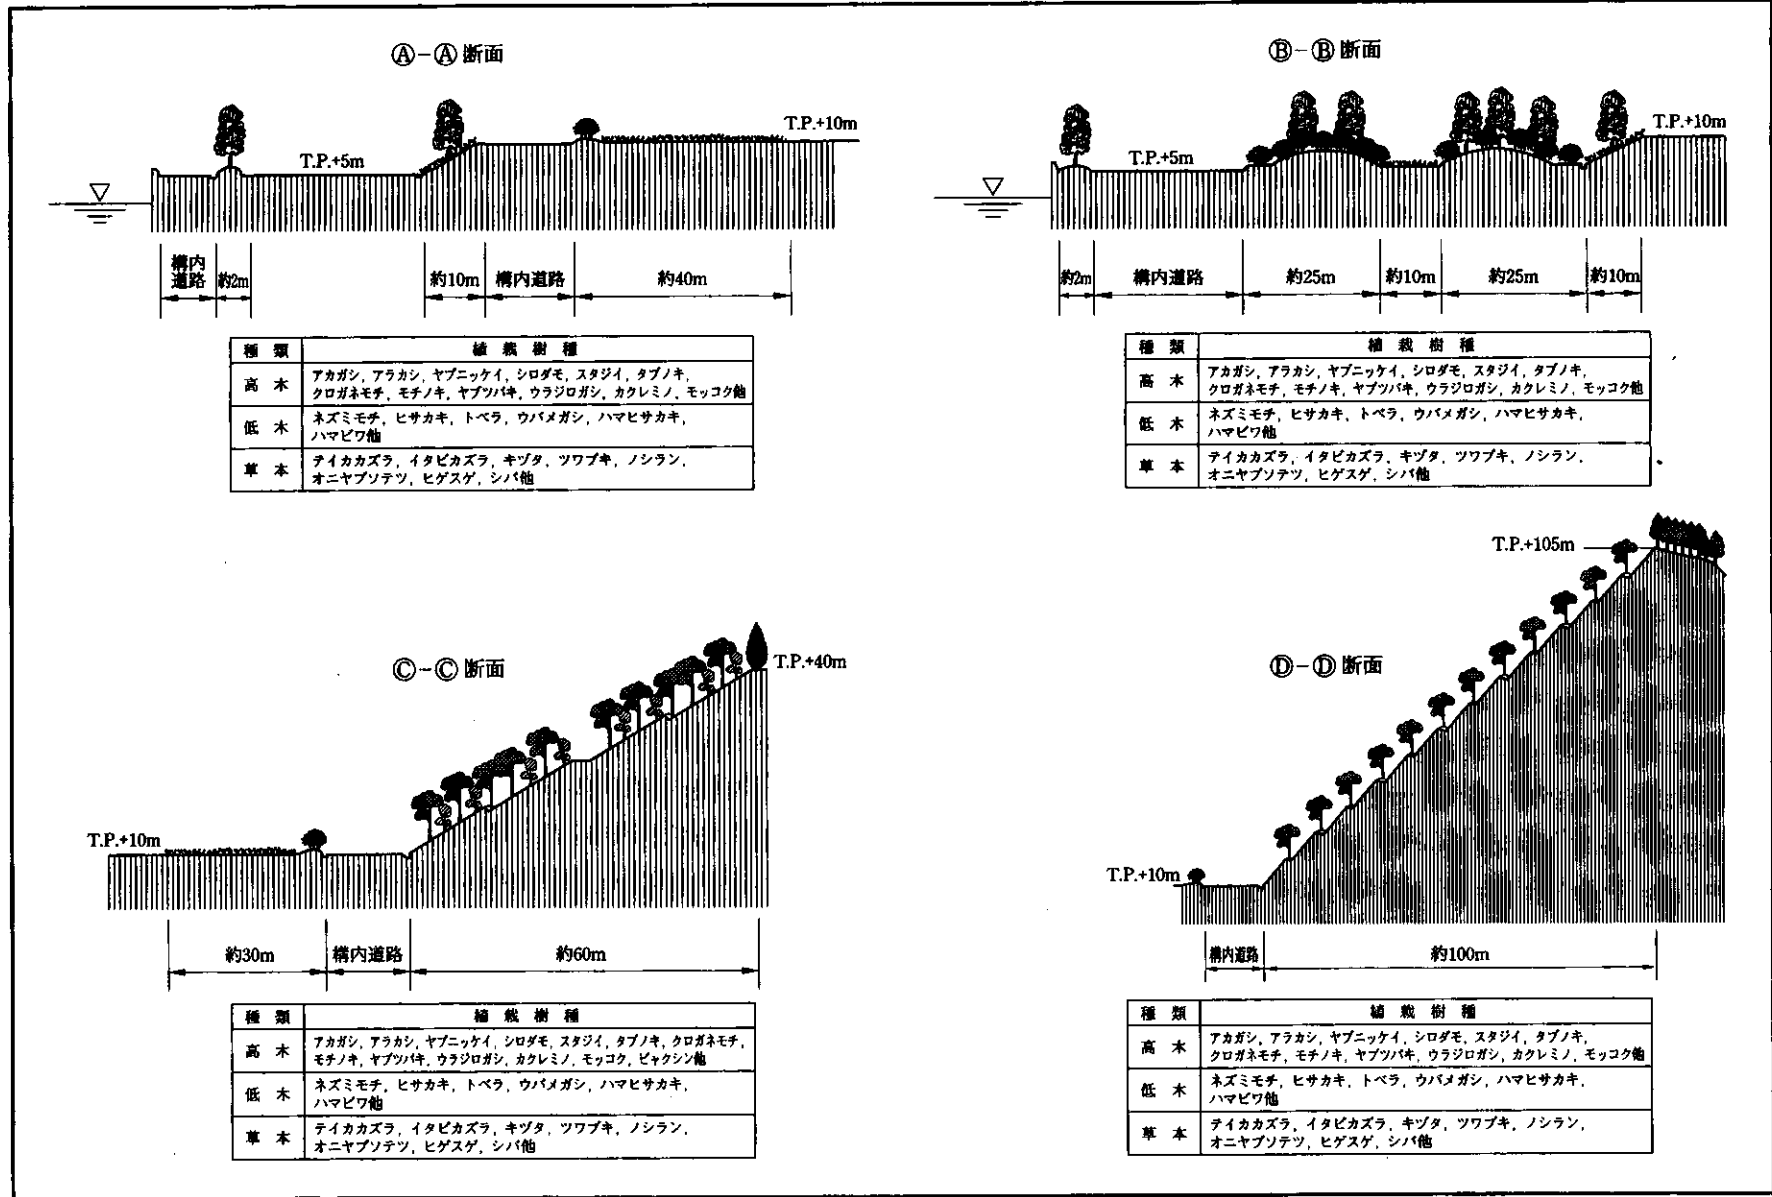 Ⓐ−Ⓐ 断面
T.P.+5m
T.P.+10m
構内
道路
約2m
約10m
構内道路
約40m
種 類
植 栽 樹 種
高 木
アカガシ, アラカシ, ヤブニッケイ, シロダモ, スタジイ, タブノキ,
クロガネモチ, モチノキ, ヤブツバキ, ウラジロガシ, カクレミノ, モッコク他
低 木
ネズミモチ, ヒサカキ, トベラ, ウバメガシ, ハマヒサカキ,
ハマビワ他
草 本
テイカカズラ, イタビカズラ, キヅタ, ツワブキ, ノシラン,
オニヤブソテツ, ヒゲスゲ, シバ他
Ⓑ−Ⓑ 断面
T.P.+5m
T.P.+10m
約2m
構内道路
約25m
約10m
約25m
約10m
種 類
植 栽 樹 種
高 木
アカガシ, アラカシ, ヤブニッケイ, シロダモ, スタジイ, タブノキ,
クロガネモチ, モチノキ, ヤブツバキ, ウラジロガシ, カクレミノ, モッコク他
低 木
ネズミモチ, ヒサカキ, トベラ, ウバメガシ, ハマヒサカキ,
ハマビワ他
草 本
テイカカズラ, イタビカズラ, キヅタ, ツワブキ, ノシラン,
オニヤブソテツ, ヒゲスゲ, シバ他
Ⓒ−Ⓒ 断面
T.P.+40m
T.P.+10m
約30m
構内道路
約60m
種 類
植 栽 樹 種
高 木
アカガシ, アラカシ, ヤブニッケイ, シロダモ, スタジイ, タブノキ, クロガネモチ,
モチノキ, ヤブツバキ, ウラジロガシ, カクレミノ, モッコク, ビャクシン他
低 木
ネズミモチ, ヒサカキ, トベラ, ウバメガシ, ハマヒサカキ,
ハマビワ他
草 本
テイカカズラ, イタビカズラ, キヅタ, ツワブキ, ノシラン,
オニヤブソテツ, ヒゲスゲ, シバ他
Ⓓ−Ⓓ 断面
T.P.+105m
T.P.+10m
構内道路
約100m
種 類
植 栽 樹 種
高 木
アカガシ, アラカシ, ヤブニッケイ, シロダモ, スタジイ, タブノキ,
クロガネモチ, モチノキ, ヤブツバキ, ウラジロガシ, カクレミノ, モッコク他
低 木
ネズミモチ, ヒサカキ, トベラ, ウバメガシ, ハマヒサカキ,
ハマビワ他
草 本
テイカカズラ, イタビカズラ, キヅタ, ツワブキ, ノシラン,
オニヤブソテツ, ヒゲスゲ, シバ他